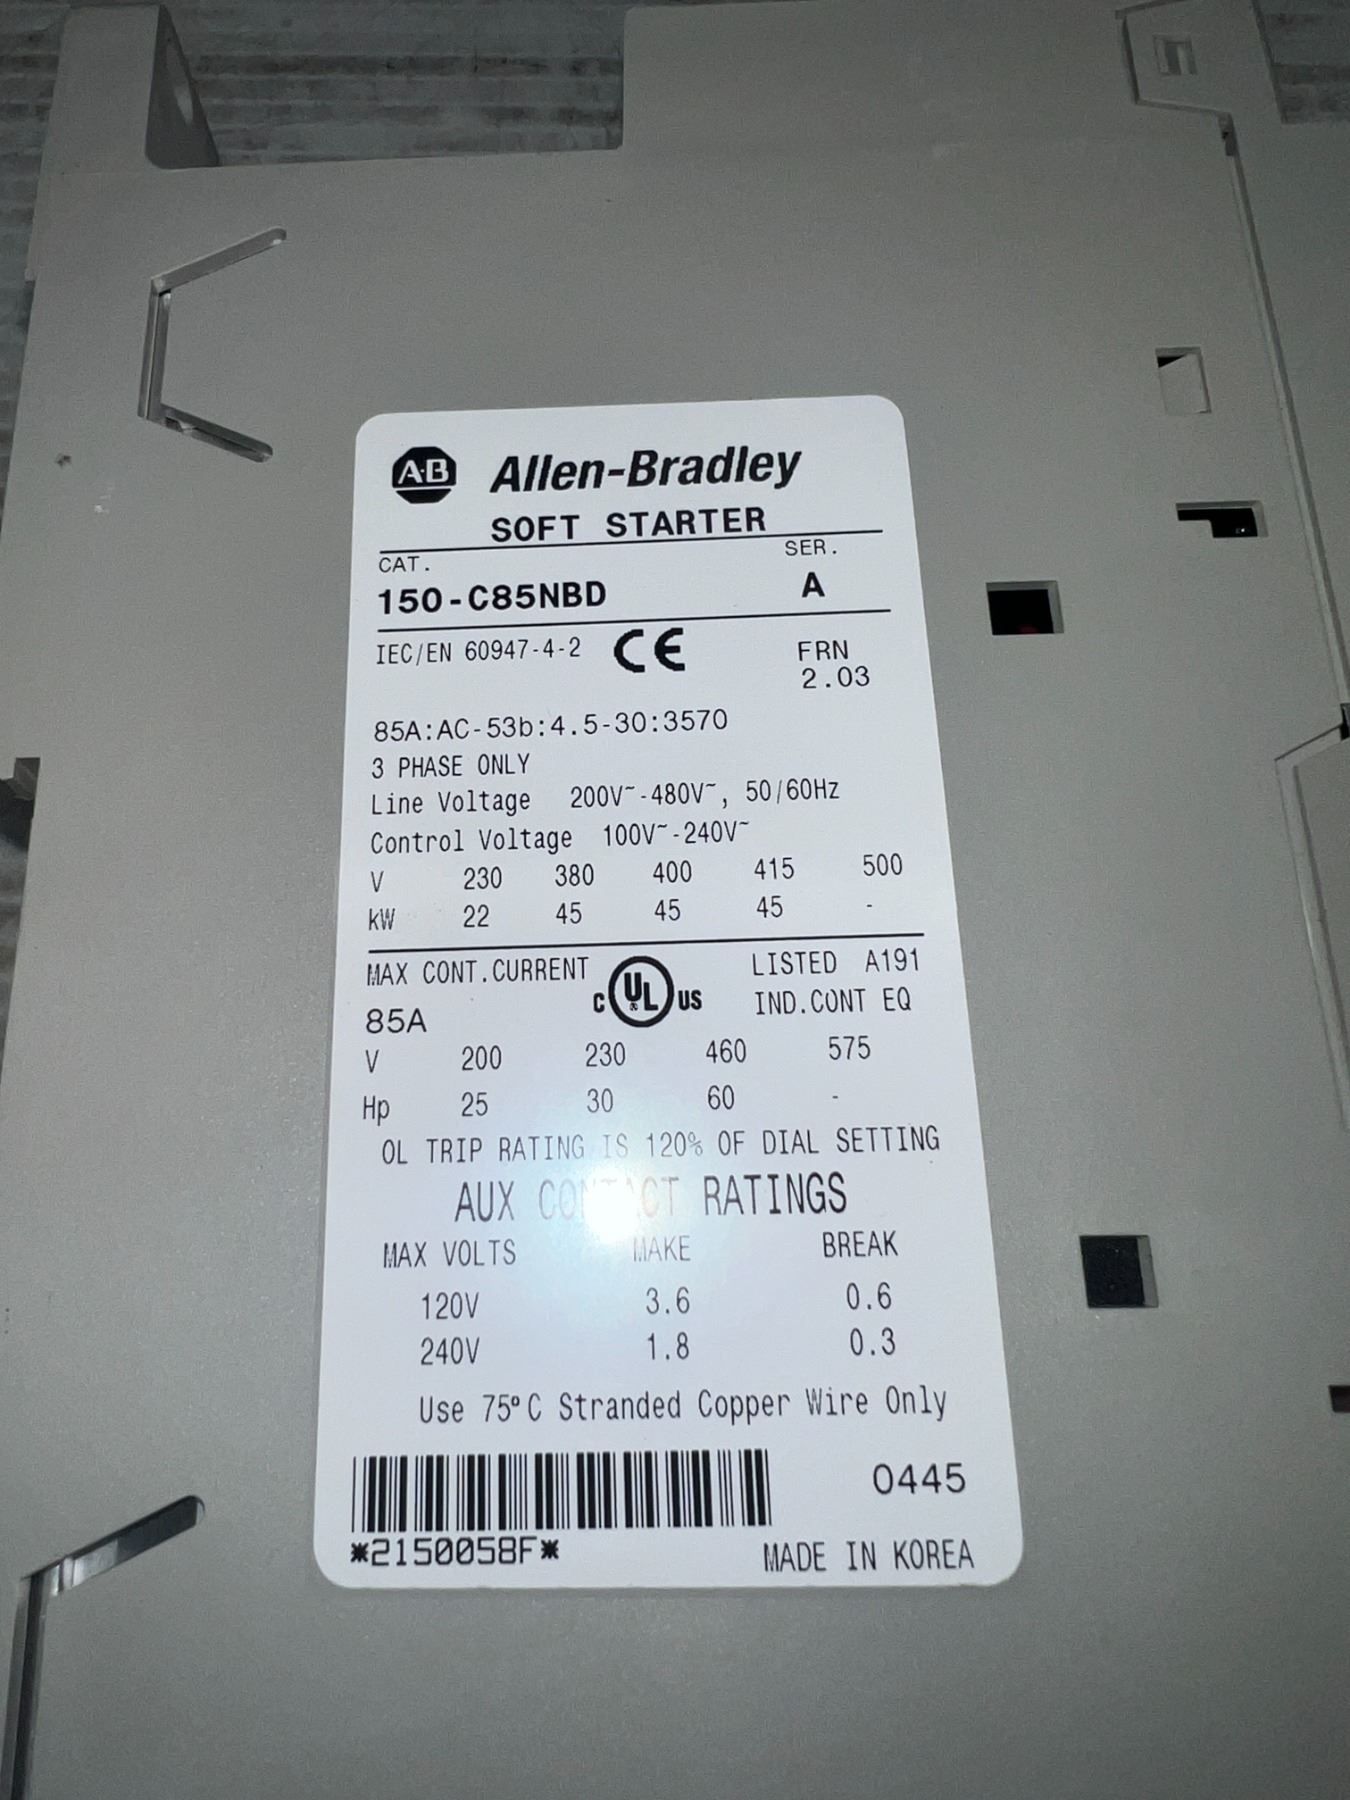 A·B Allen-Bradley
SOFT STARTER
CAT. SER.
150-C85NBD A
IEC/EN 60947-4-2 CE FRN
2.03
85A:AC-53b:4.5-30:3570
3 PHASE ONLY
Line Voltage 200V~-480V~, 50/60Hz
Control Voltage 100V~-240V~
V 230 380 400 415 500
kW 22 45 45 45 -
MAX CONT.CURRENT C UL US LISTED A191
85A IND.CONT EQ
V 200 230 460 575
Hp 25 30 60 -
OL TRIP RATING IS 120% OF DIAL SETTING
AUX CONTACT RATINGS
MAX VOLTS MAKE BREAK
120V 3.6 0.6
240V 1.8 0.3
Use 75°C Stranded Copper Wire Only
0445
*2150058F* MADE IN KOREA